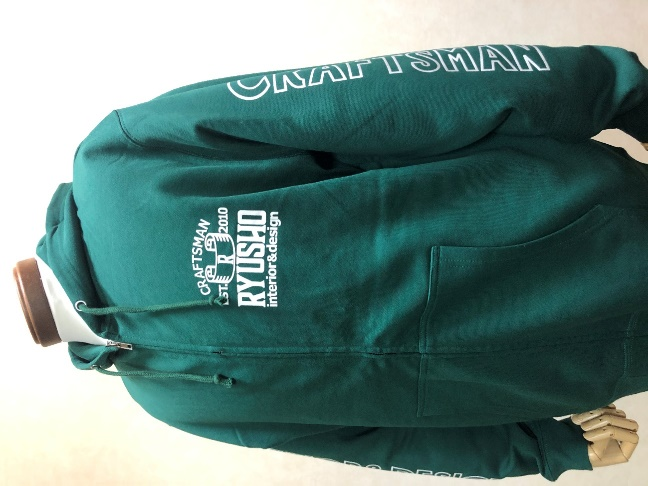 CRAFTSMAN
CRAFTSMAN
EST. 2010
R
RYUSHO
interior&design